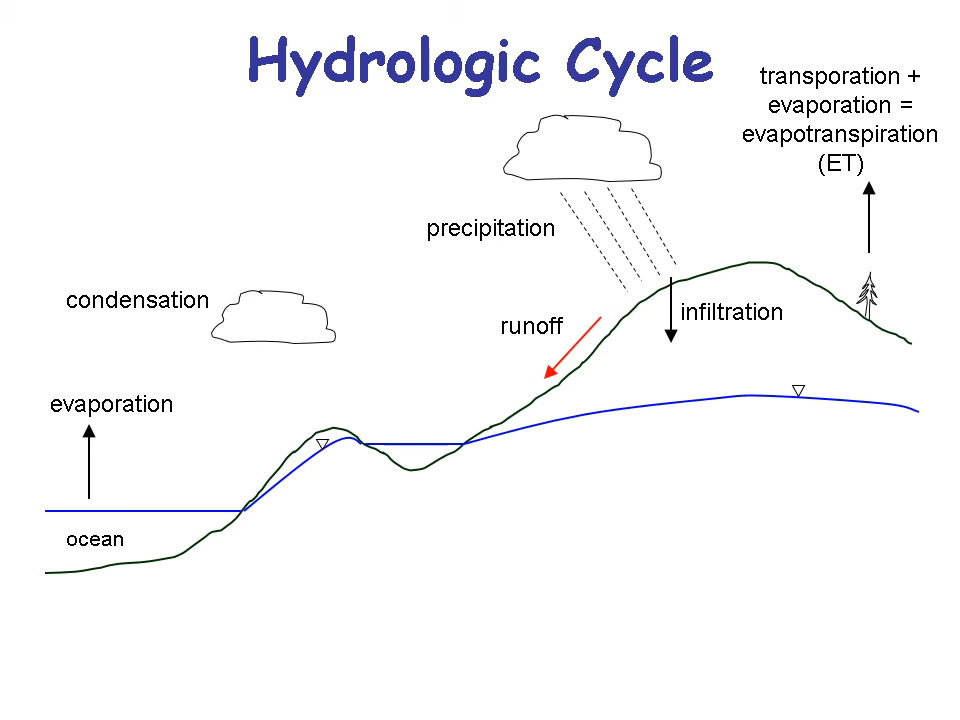 Hydrologic Cycle
transporation +
evaporation =
evapotranspiration
(ET)
precipitation
condensation
runoff
infiltration
evaporation
ocean